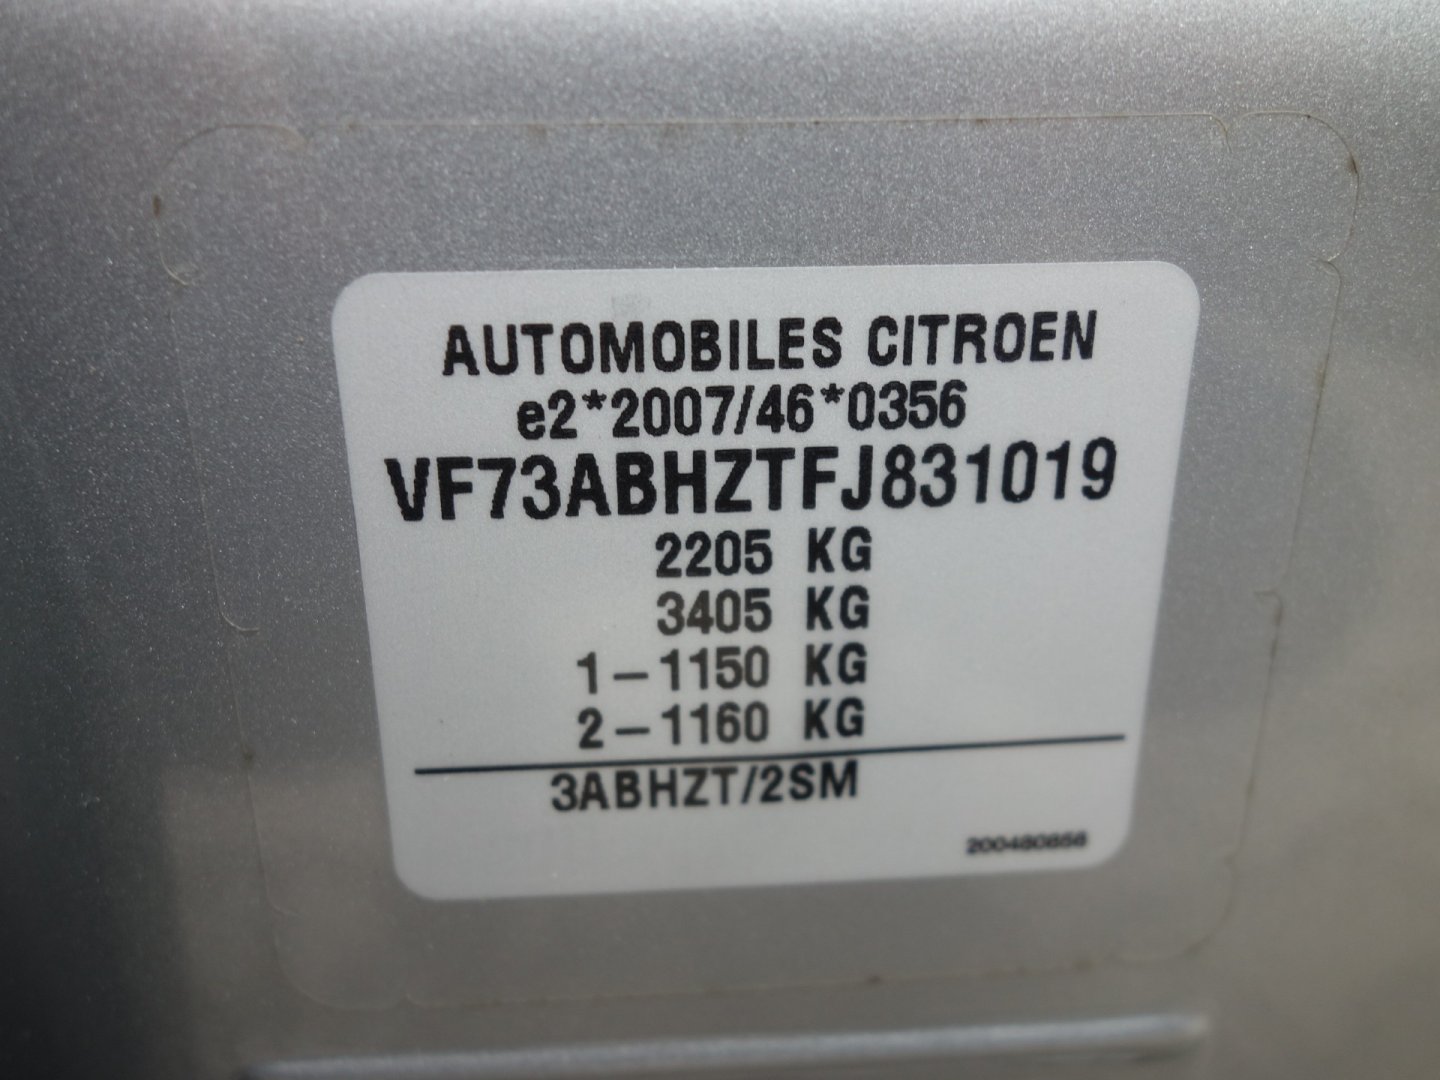 AUTOMOBILES CITROEN
e2*2007/46*0356
VF73ABHZTFJ831019
2205 KG
3405 KG
1-1150 KG
2-1160 KG
3ABHZT/2SM
200480856